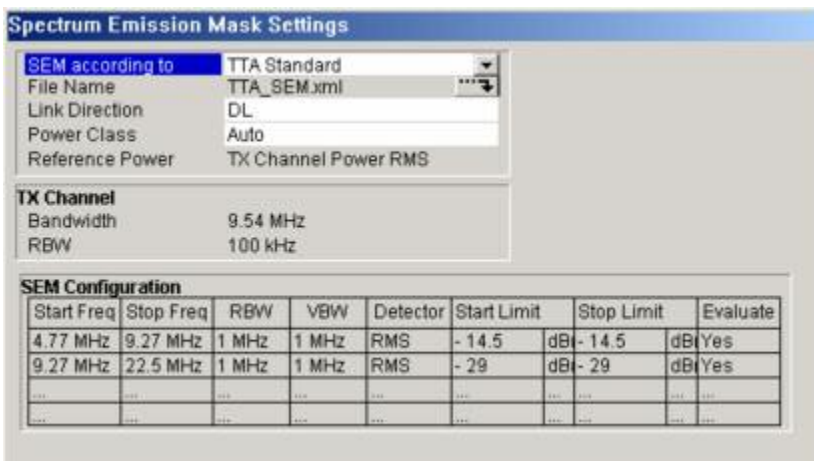 Spectrum Emission Mask Settings
SEM according to TTA Standard
File Name TTA_SEM.xml ...
Link Direction DL
Power Class Auto
Reference Power TX Channel Power RMS
TX Channel
Bandwidth 9.54 MHz
RBW 100 kHz
SEM Configuration
Start Freq Stop Freq RBW VBW Detector Start Limit Stop Limit Evaluate
4.77 MHz 9.27 MHz 1 MHz 1 MHz RMS - 14.5 - 14.5 Yes
9.27 MHz 22.5 MHz 1 MHz 1 MHz RMS - 29 - 29 Yes
... ... ... ... ... ... ... ... ... ...
... ... ... ... ... ... ... ... ... ...